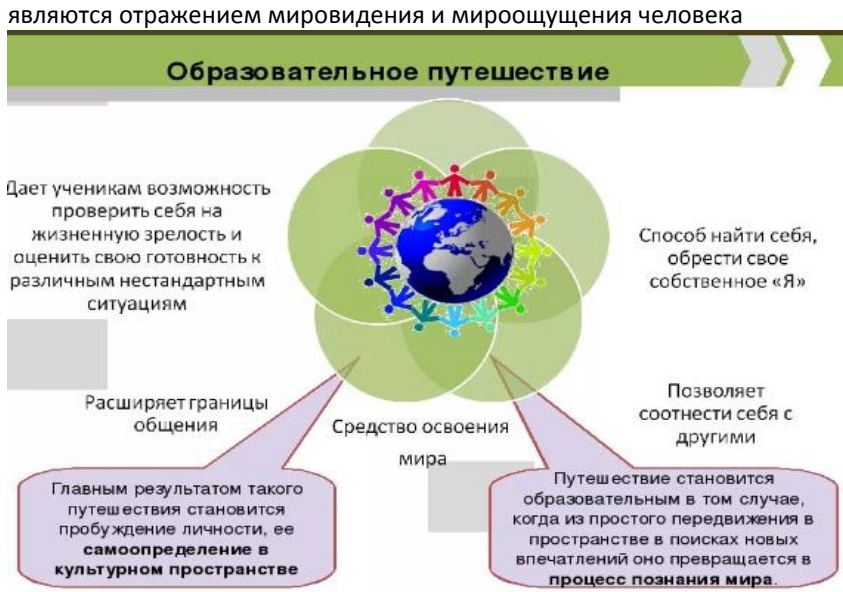 являются отражением мировидения и мироощущения человека
Образовательное путешествие
Дает ученикам возможность
проверить себя на
жизненную зрелость и
оценить свою готовность к
различным нестандартным
ситуациям
Способ найти себя,
обрести свое
собственное «Я»
Расширяет границы
общения
Средство освоения
мира
Позволяет
соотнести себя с
другими
Главным результатом такого
путешествия становится
пробуждение личности, ее
самоопределение в
культурном пространстве
Путешествие становится
образовательным в том случае,
когда из простого передвижения в
пространстве в поисках новых
впечатлений оно превращается в
процесс познания мира.